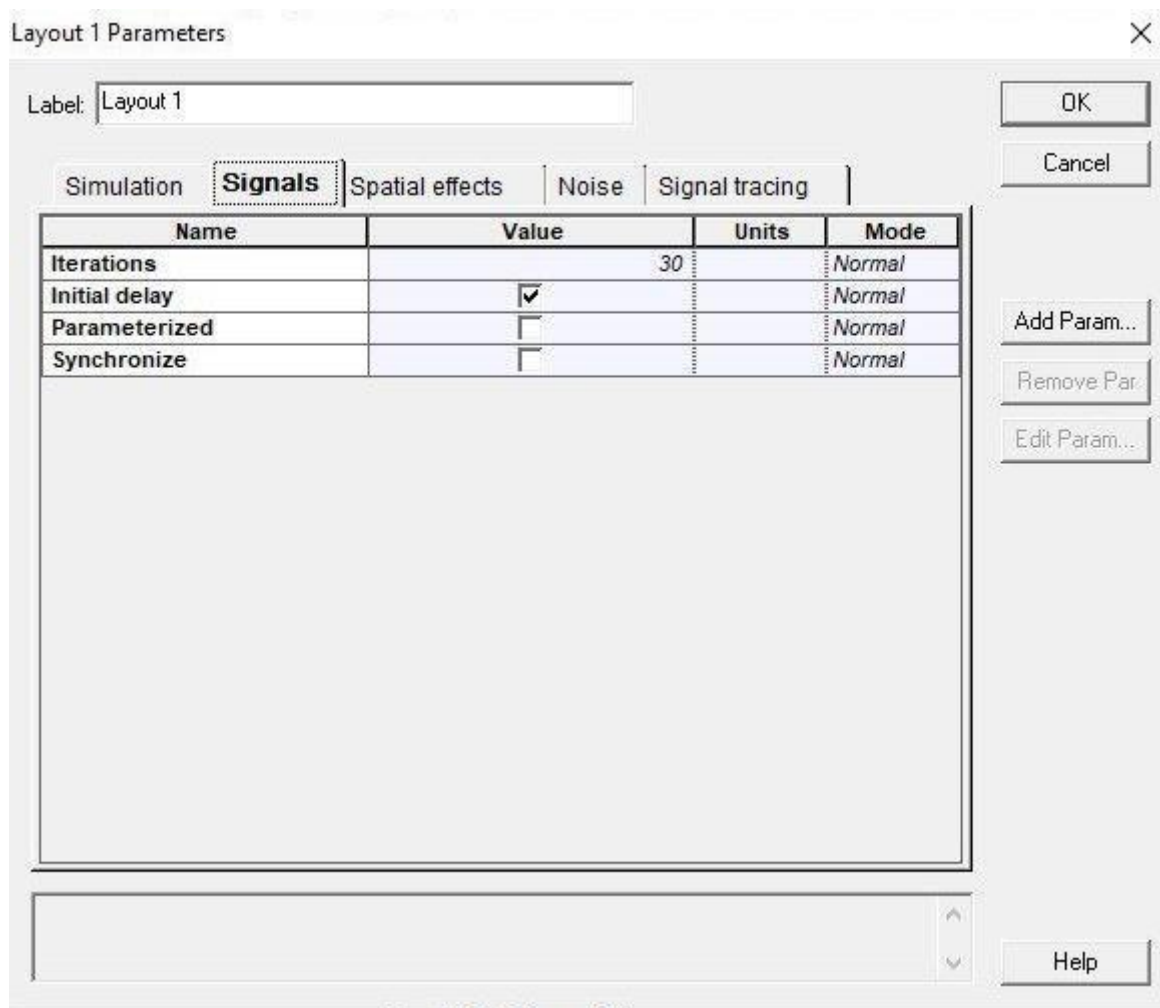 Layout 1 Parameters
Label: Layout 1
OK
Cancel
Simulation Signals Spatial effects Noise Signal tracing
Name Value Units Mode
Iterations 30 Normal
Initial delay Normal
Parameterized Normal
Synchronize Normal
Add Param...
Remove Par
Edit Param...
Help